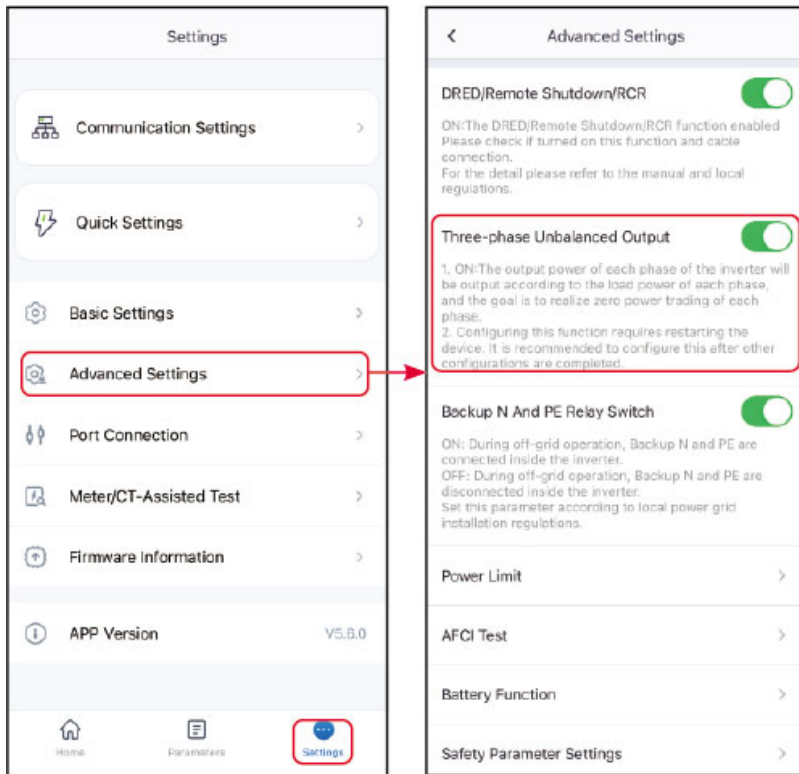 Settings
Communication Settings
Quick Settings
Basic Settings
Advanced Settings
Port Connection
Meter/CT-Assisted Test
Firmware Information
APP Version V5.6.0
Home Parameters Settings
Advanced Settings
DRED/Remote Shutdown/RCR
ON:The DRED/Remote Shutdown/RCR function enabled
Please check if turned on this function and cable
connection.
For the detail please refer to the manual and local
regulations.
Three-phase Unbalanced Output
1. ON:The output power of each phase of the inverter will
be output according to the load power of each phase,
and the goal is to realize zero power trading of each
phase.
2. Configuring this function requires restarting the
device. It is recommended to configure this after other
configurations are completed.
Backup N And PE Relay Switch
ON: During off-grid operation, Backup N and PE are
connected inside the inverter.
OFF: During off-grid operation, Backup N and PE are
disconnected inside the inverter.
Set this parameter according to local power grid
installation regulations.
Power Limit
AFCI Test
Battery Function
Safety Parameter Settings